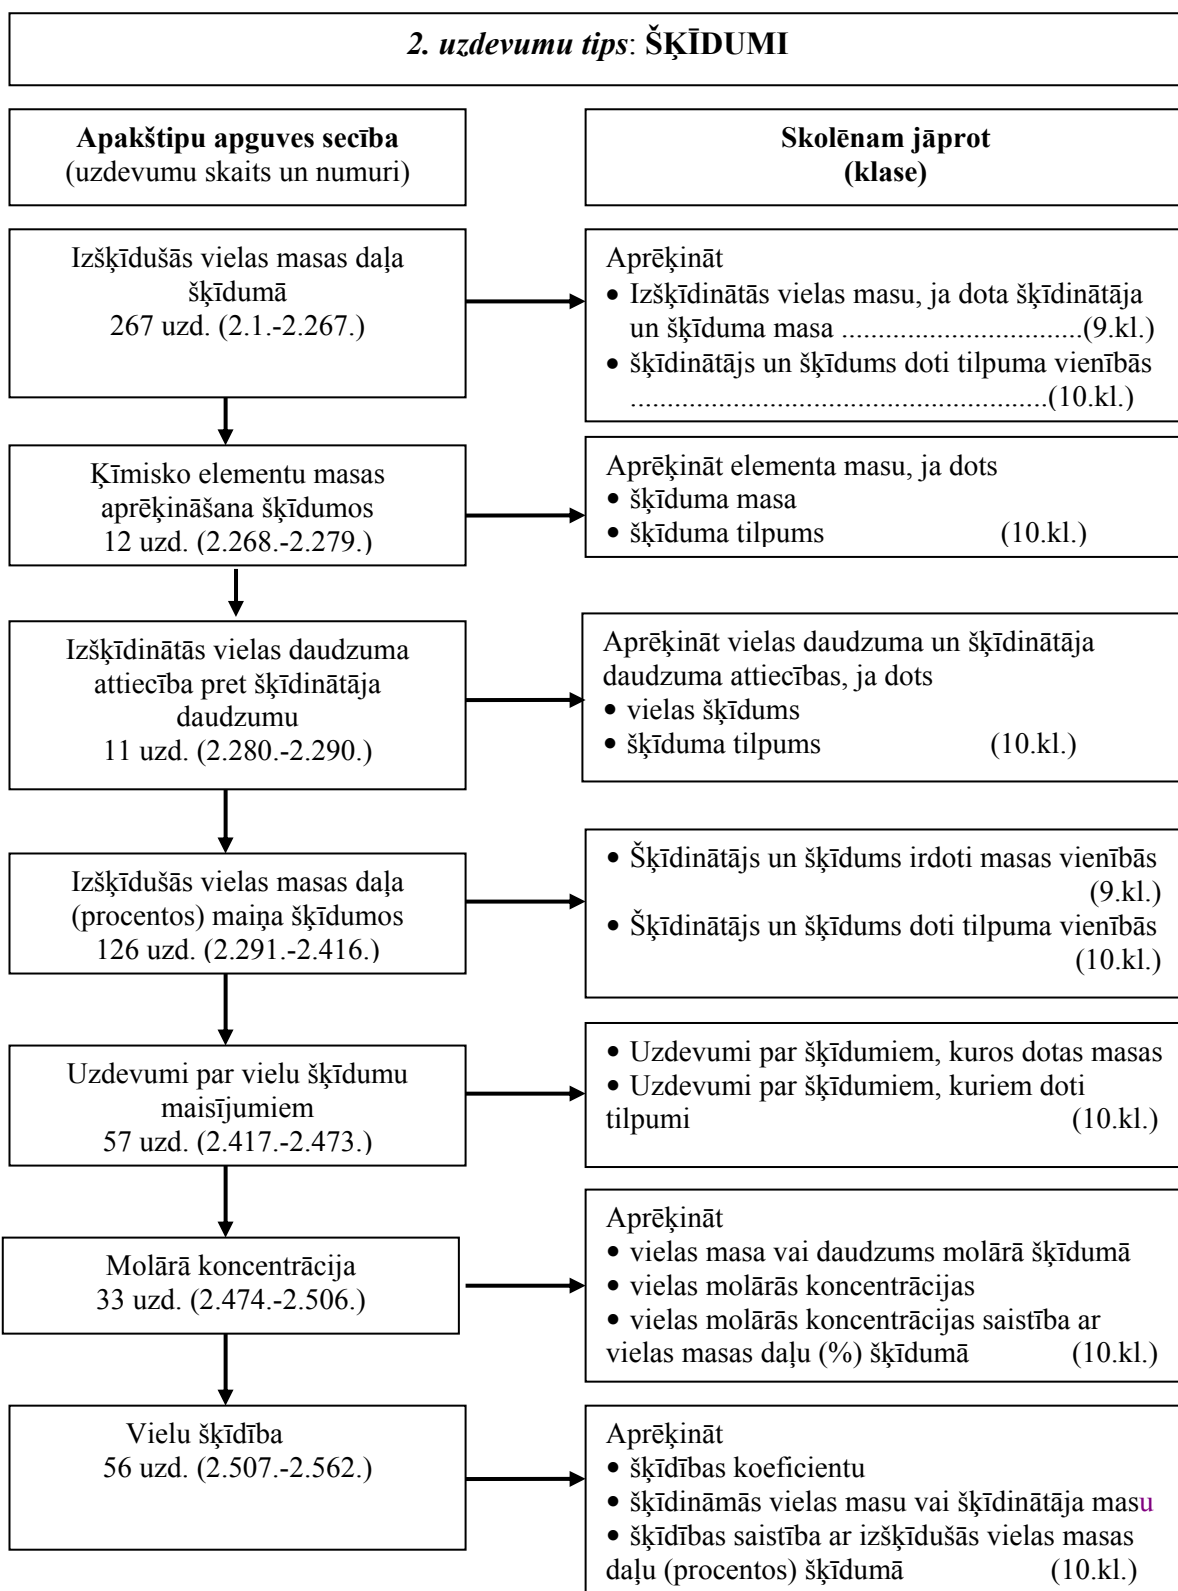 2. uzdevumu tips: ŠĶĪDUMI
Apakštipu apguves secība
(uzdevumu skaits un numuri)
Skolēnam jāprot
(klase)
Izšķīdušās vielas masas daļa
šķīdumā
267 uzd. (2.1.-2.267.)
Aprēķināt
• Izšķīdinātās vielas masu, ja dota šķīdinātāja
un šķīduma masa .................................(9.kl.)
• šķīdinātājs un šķīdums doti tilpuma vienībās
.........................................................(10.kl.)
Ķīmisko elementu masas
aprēķināšana šķīdumos
12 uzd. (2.268.-2.279.)
Aprēķināt elementa masu, ja dots
• šķīduma masa
• šķīduma tilpums (10.kl.)
Izšķīdinātās vielas daudzuma
attiecība pret šķīdinātāja
daudzumu
11 uzd. (2.280.-2.290.)
Aprēķināt vielas daudzuma un šķīdinātāja
daudzuma attiecības, ja dots
• vielas šķīdums
• šķīduma tilpums (10.kl.)
Izšķīdušās vielas masas daļa
(procentos) maiņa šķīdumos
126 uzd. (2.291.-2.416.)
• Šķīdinātājs un šķīdums irdoti masas vienībās
(9.kl.)
• Šķīdinātājs un šķīdums doti tilpuma vienībās
(10.kl.)
Uzdevumi par vielu šķīdumu
maisījumiem
57 uzd. (2.417.-2.473.)
• Uzdevumi par šķīdumiem, kuros dotas masas
• Uzdevumi par šķīdumiem, kuriem doti
tilpumi (10.kl.)
Molārā koncentrācija
33 uzd. (2.474.-2.506.)
Aprēķināt
• vielas masa vai daudzums molārā šķīdumā
• vielas molārās koncentrācijas
• vielas molārās koncentrācijas saistība ar
vielas masas daļu (%) šķīdumā (10.kl.)
Vielu šķīdība
56 uzd. (2.507.-2.562.)
Aprēķināt
• šķīdības koeficientu
• šķīdināmās vielas masu vai šķīdinātāja masu
• šķīdības saistība ar izšķīdušās vielas masas
daļu (procentos) šķīdumā (10.kl.)